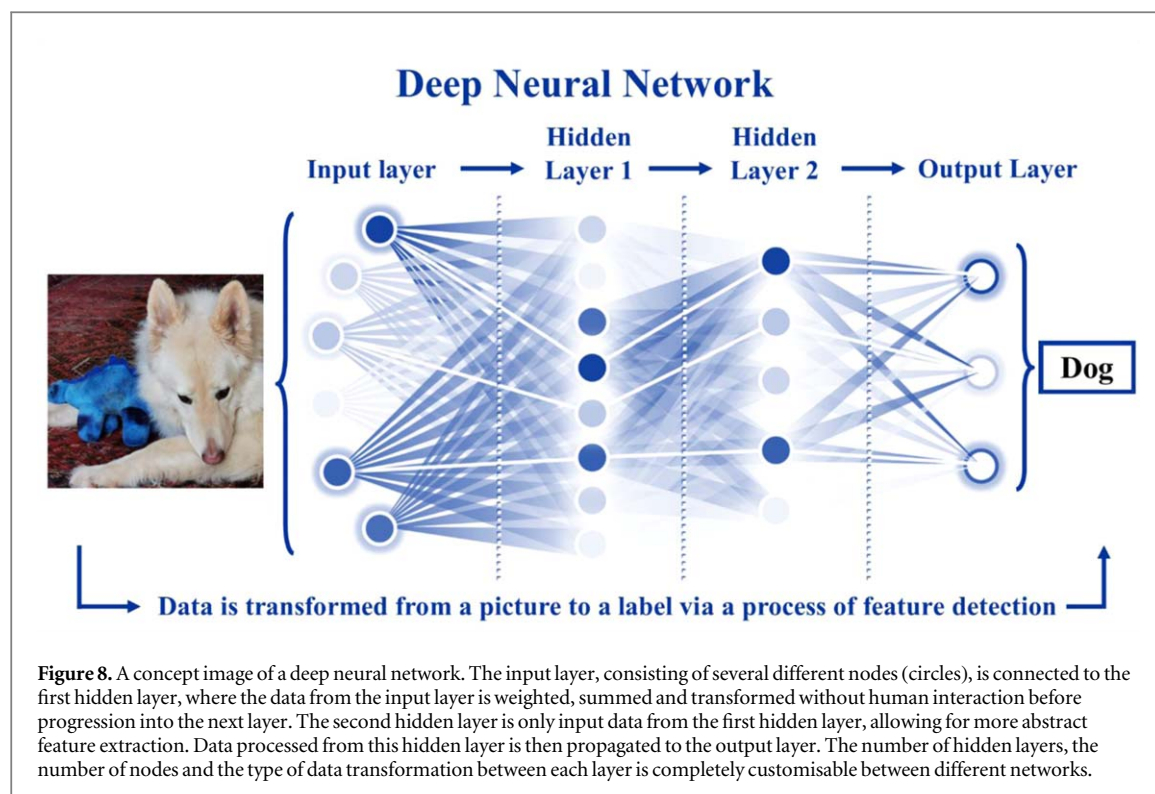 Deep Neural Network
Input layer
Hidden
Layer 1
Hidden
Layer 2
Output Layer
Dog
Data is transformed from a picture to a label via a process of feature detection
Figure 8. A concept image of a deep neural network. The input layer, consisting of several different nodes (circles), is connected to the
first hidden layer, where the data from the input layer is weighted, summed and transformed without human interaction before
progression into the next layer. The second hidden layer is only input data from the first hidden layer, allowing for more abstract
feature extraction. Data processed from this hidden layer is then propagated to the output layer. The number of hidden layers, the
number of nodes and the type of data transformation between each layer is completely customisable between different networks.